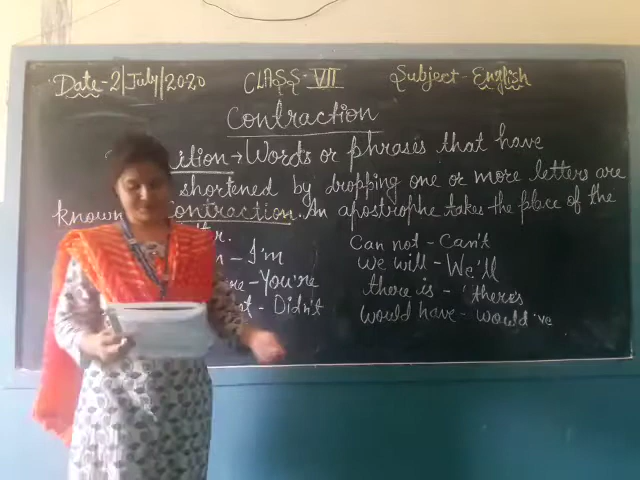 Date-2/July/2020 CLASS-VII Subject-English
Contraction
ition → Words or phrases that have
shortened by dropping one or more letters are
known Contraction. An apostrophe takes the place of the
tter.
m - I'm
re - You're
t - Didn't
Can not - Can't
We will - We'll
there is - 'there's
would have - would 've